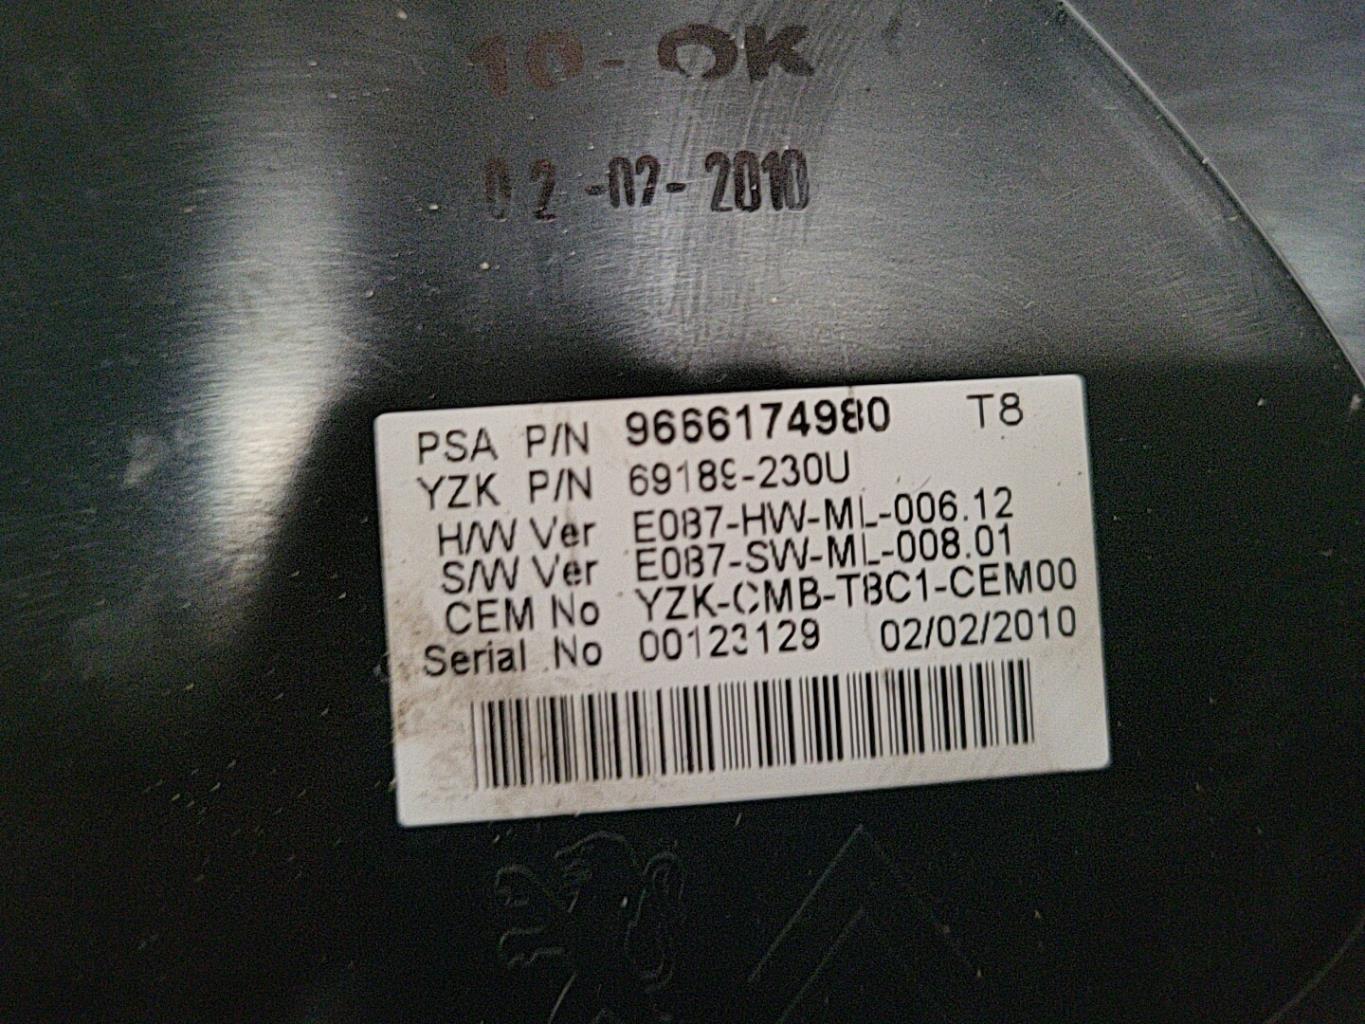 10-OK
02-02-2010
PSA P/N 9666174980 T8
YZK P/N 69189-230U
H/W Ver E087-HW-ML-006.12
S/W Ver E087-SW-ML-008.01
CEM No YZK-CMB-T8C1-CEM00
Serial No 00123129 02/02/2010